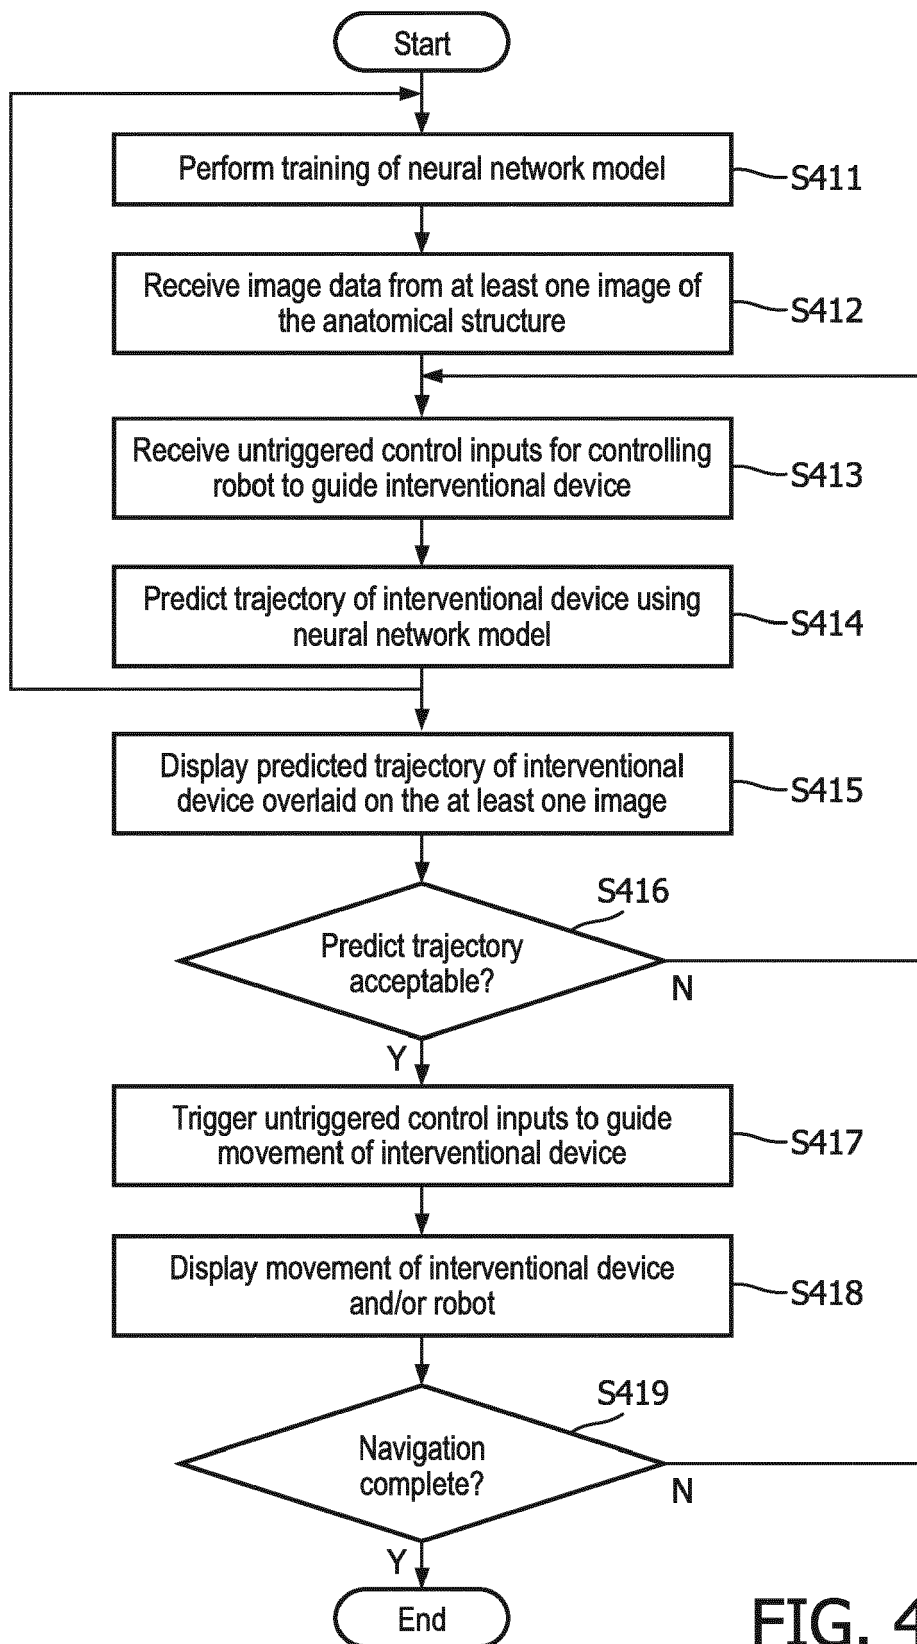 Start
Perform training of neural network model
S411
Receive image data from at least one image of
the anatomical structure
S412
Receive untriggered control inputs for controlling
robot to guide interventional device
S413
Predict trajectory of interventional device using
neural network model
S414
Display predicted trajectory of interventional
device overlaid on the at least one image
S415
S416
Predict trajectory
acceptable?
N
Y
Trigger untriggered control inputs to guide
movement of interventional device
S417
Display movement of interventional device
and/or robot
S418
S419
Navigation
complete?
N
Y
End
FIG. 4